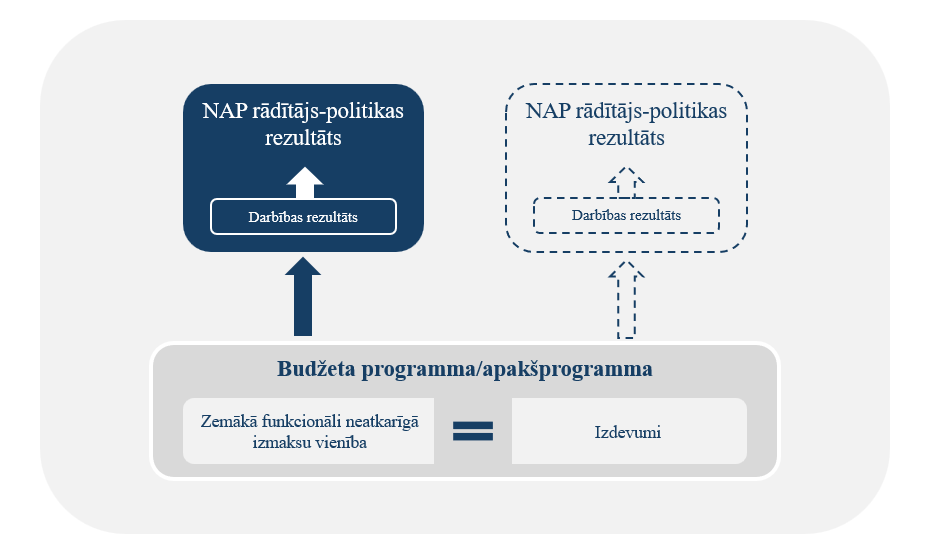 NAP rādītājs-politikas
rezultāts
Darbības rezultāts
NAP rādītājs-politikas
rezultāts
Darbības rezultāts
Budžeta programma/apakšprogramma
Zemākā funkcionāli neatkarīgā
izmaksu vienība
=
Izdevumi